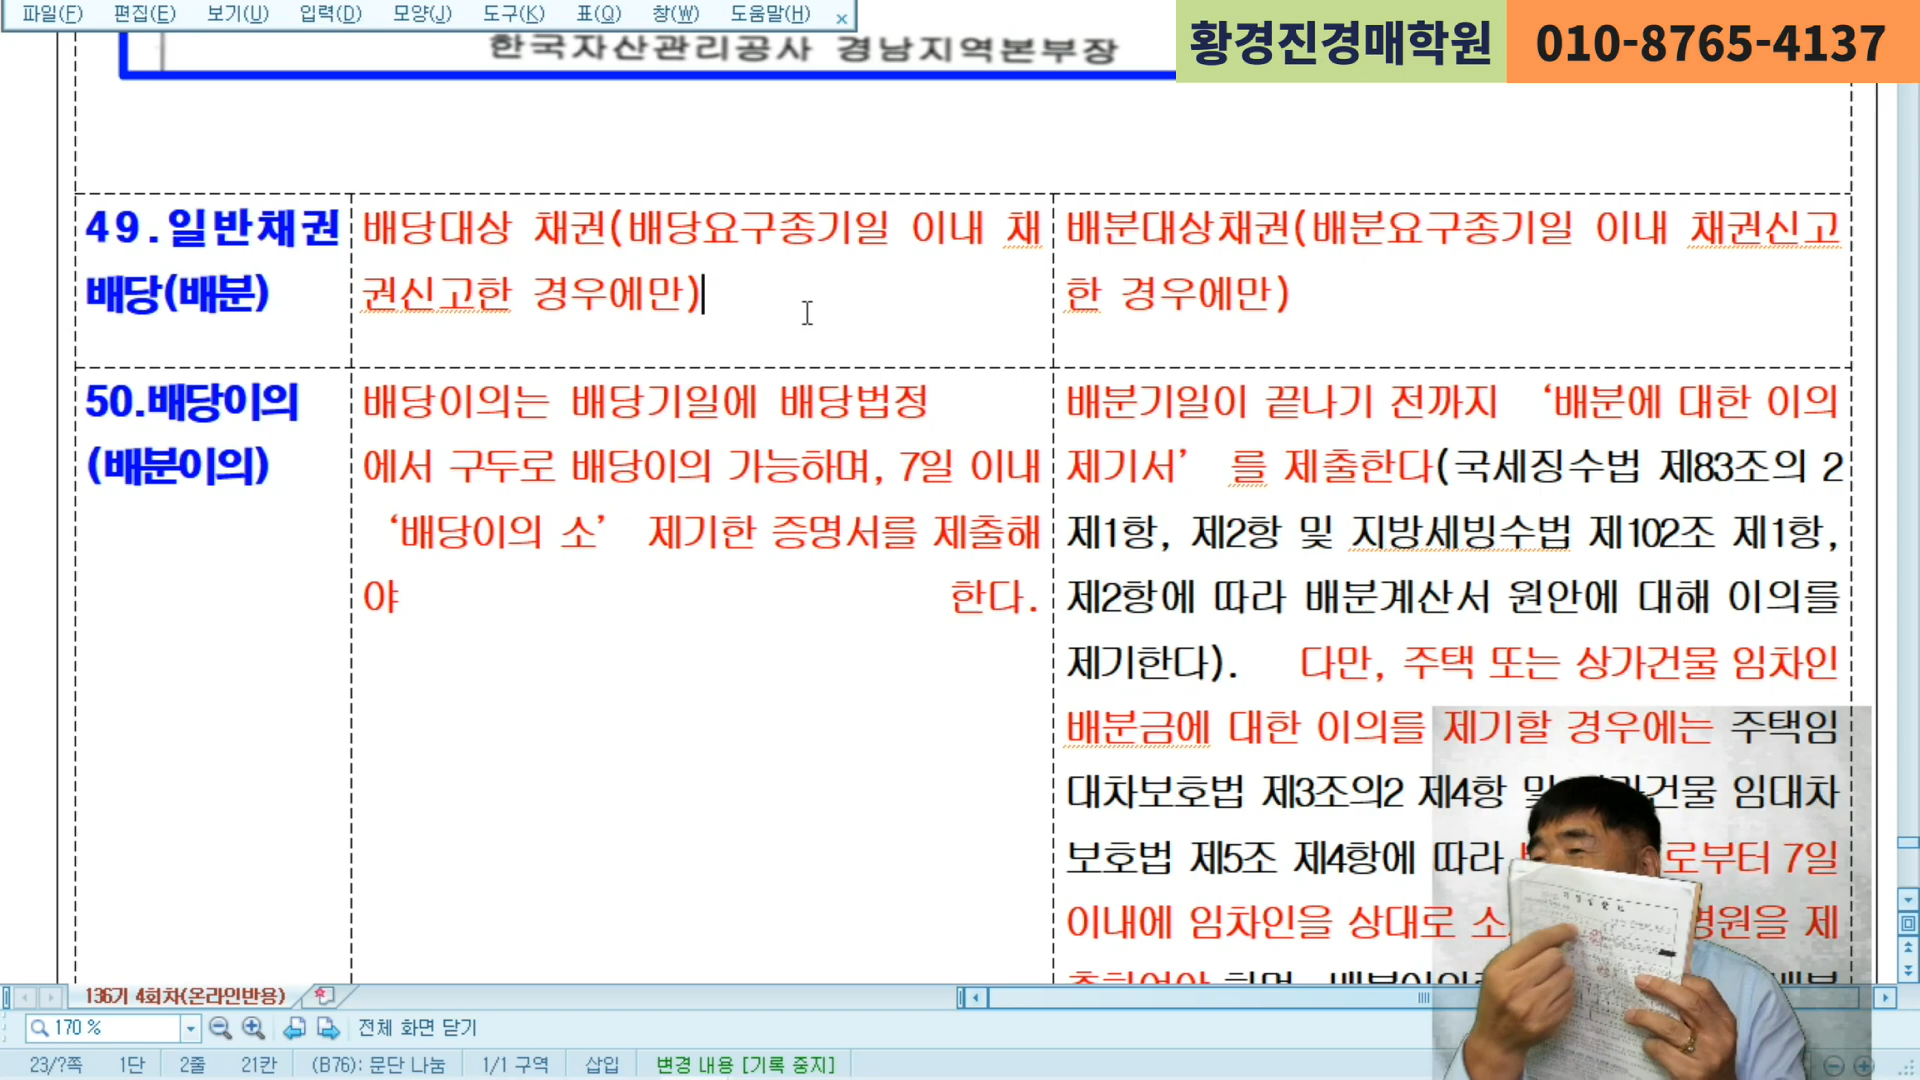 파일(F) 편집(E) 보기(U) 입력(D) 모양(J) 도구(K) 표(Q) 창(W) 도움말(H)
황경진경매학원 010-8765-4137
한국자산관리공사 경남지역본부장
49.일반채권
배당(배분)
배당대상 채권(배당요구종기일 이내 채
권신고한 경우에만)
배분대상채권(배분요구종기일 이내 채권신고
한 경우에만)
50.배당이의
(배분이의)
배당이의는 배당기일에 배당법정
에서 구두로 배당이의 가능하며, 7일 이내
‘배당이의 소’ 제기한 증명서를 제출해
야 한다.
배분기일이 끝나기 전까지 ‘배분에 대한 이의
제기서’ 를 제출한다(국세징수법 제83조의 2
제1항, 제2항 및 지방세빙수법 제102조 제1항,
제2항에 따라 배분계산서 원안에 대해 이의를
제기한다). 다만, 주택 또는 상가건물 임차인
배분금에 대한 이의를 제기할 경우에는 주택임
대차보호법 제3조의2 제4항 및 건물 임대차
보호법 제5조 제4항에 따라 로부터 7일
이내에 임차인을 상대로 소 명원을 제
136기 4회차(온라인반용)
170 %
전체 화면 닫기
23/?쪽 1단 2줄 21칸 (B76): 문단 나눔 1/1 구역 삽입 변경 내용 [기록 중지]